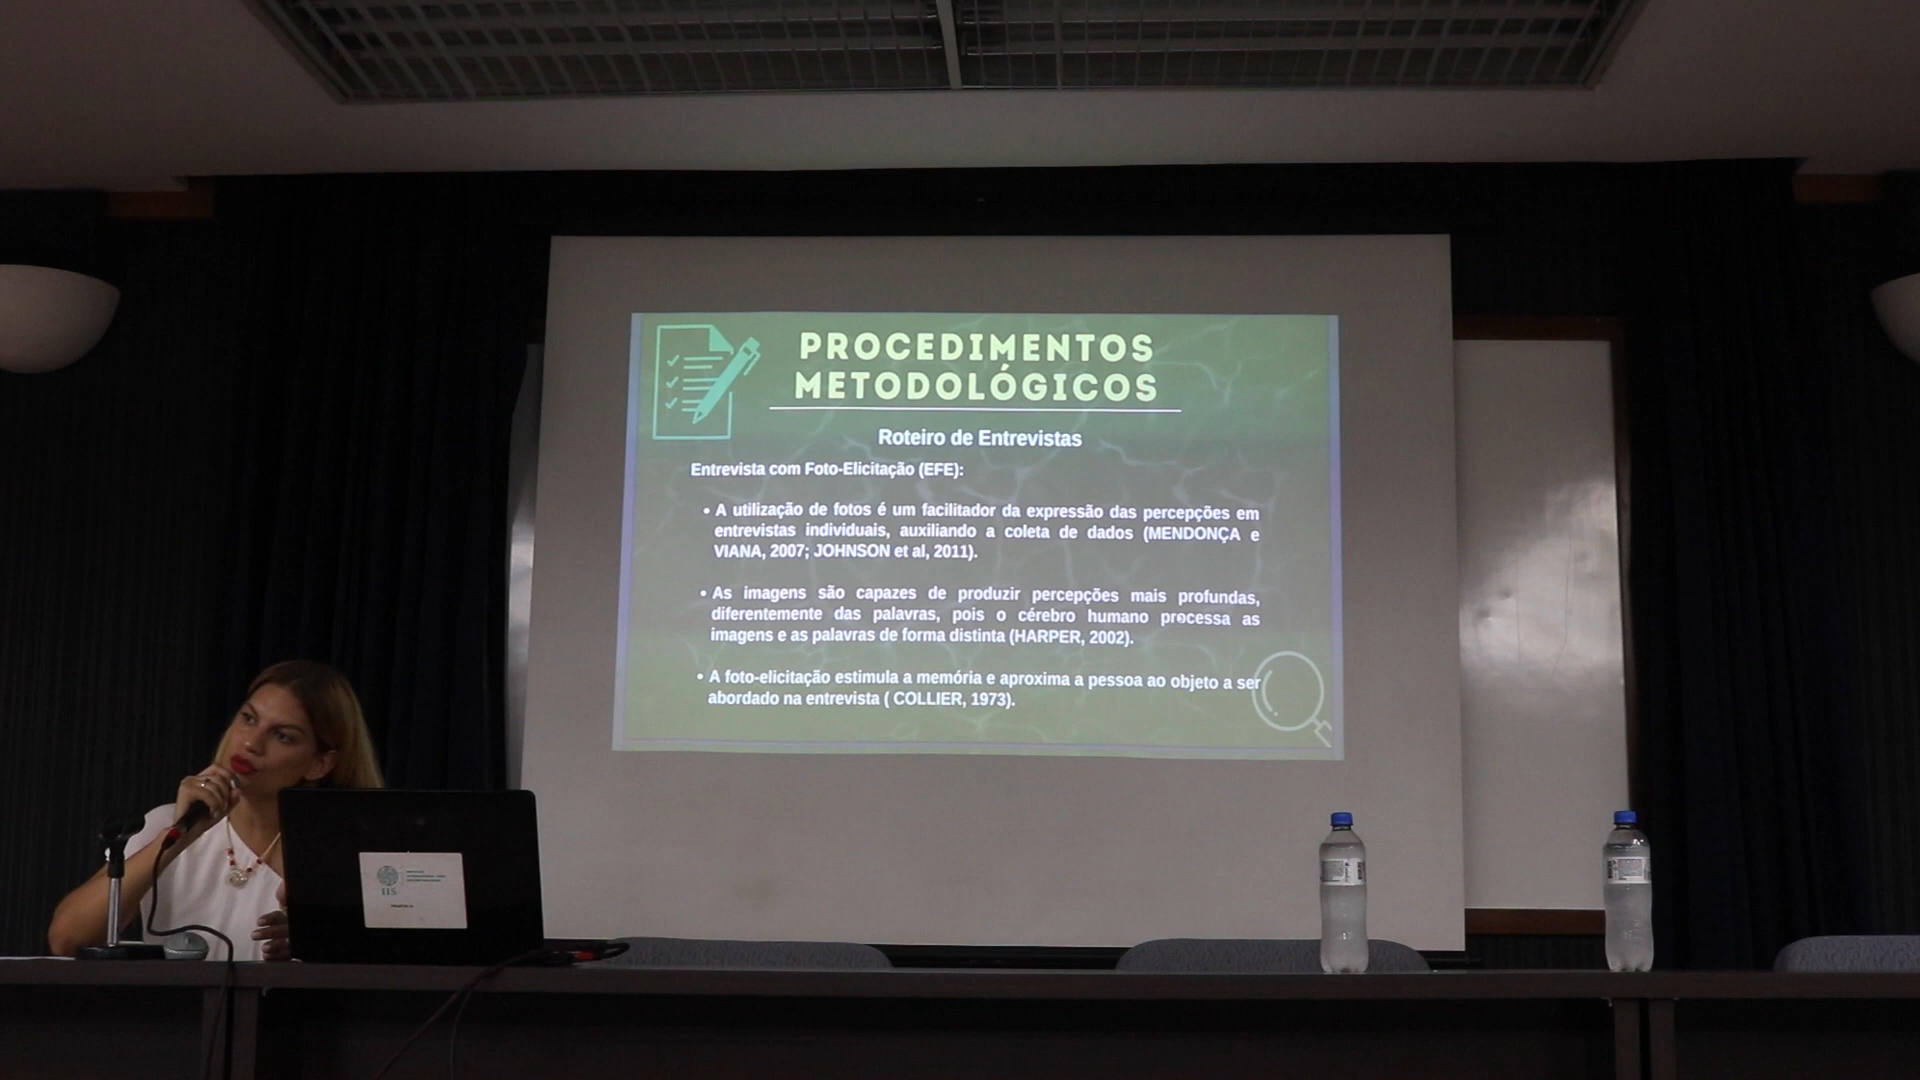 PROCEDIMENTOS
METODOLÓGICOS
Roteiro de Entrevistas
Entrevista com Foto-Elicitação (EFE):
• A utilização de fotos é um facilitador da expressão das percepções em
entrevistas individuais, auxiliando a coleta de dados (MENDONÇA e
VIANA, 2007; JOHNSON et al, 2011).
• As imagens são capazes de produzir percepções mais profundas,
diferentemente das palavras, pois o cérebro humano processa as
imagens e as palavras de forma distinta (HARPER, 2002).
• A foto-elicitação estimula a memória e aproxima a pessoa ao objeto a ser
abordado na entrevista ( COLLIER, 1973).
IIS